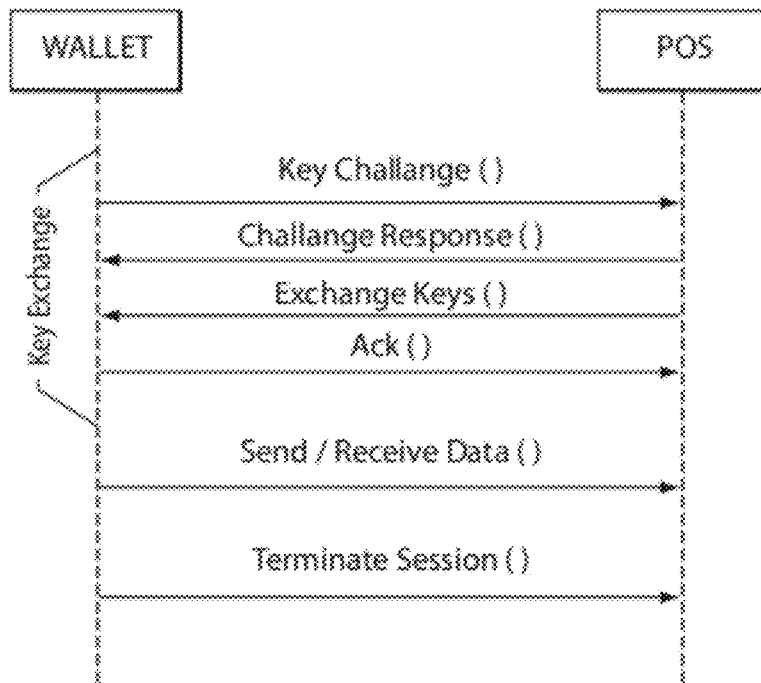 WALLET
POS
Key Exchange
Key Challange ( )
Challange Response ( )
Exchange Keys ( )
Ack ( )
Send / Receive Data ( )
Terminate Session ( )